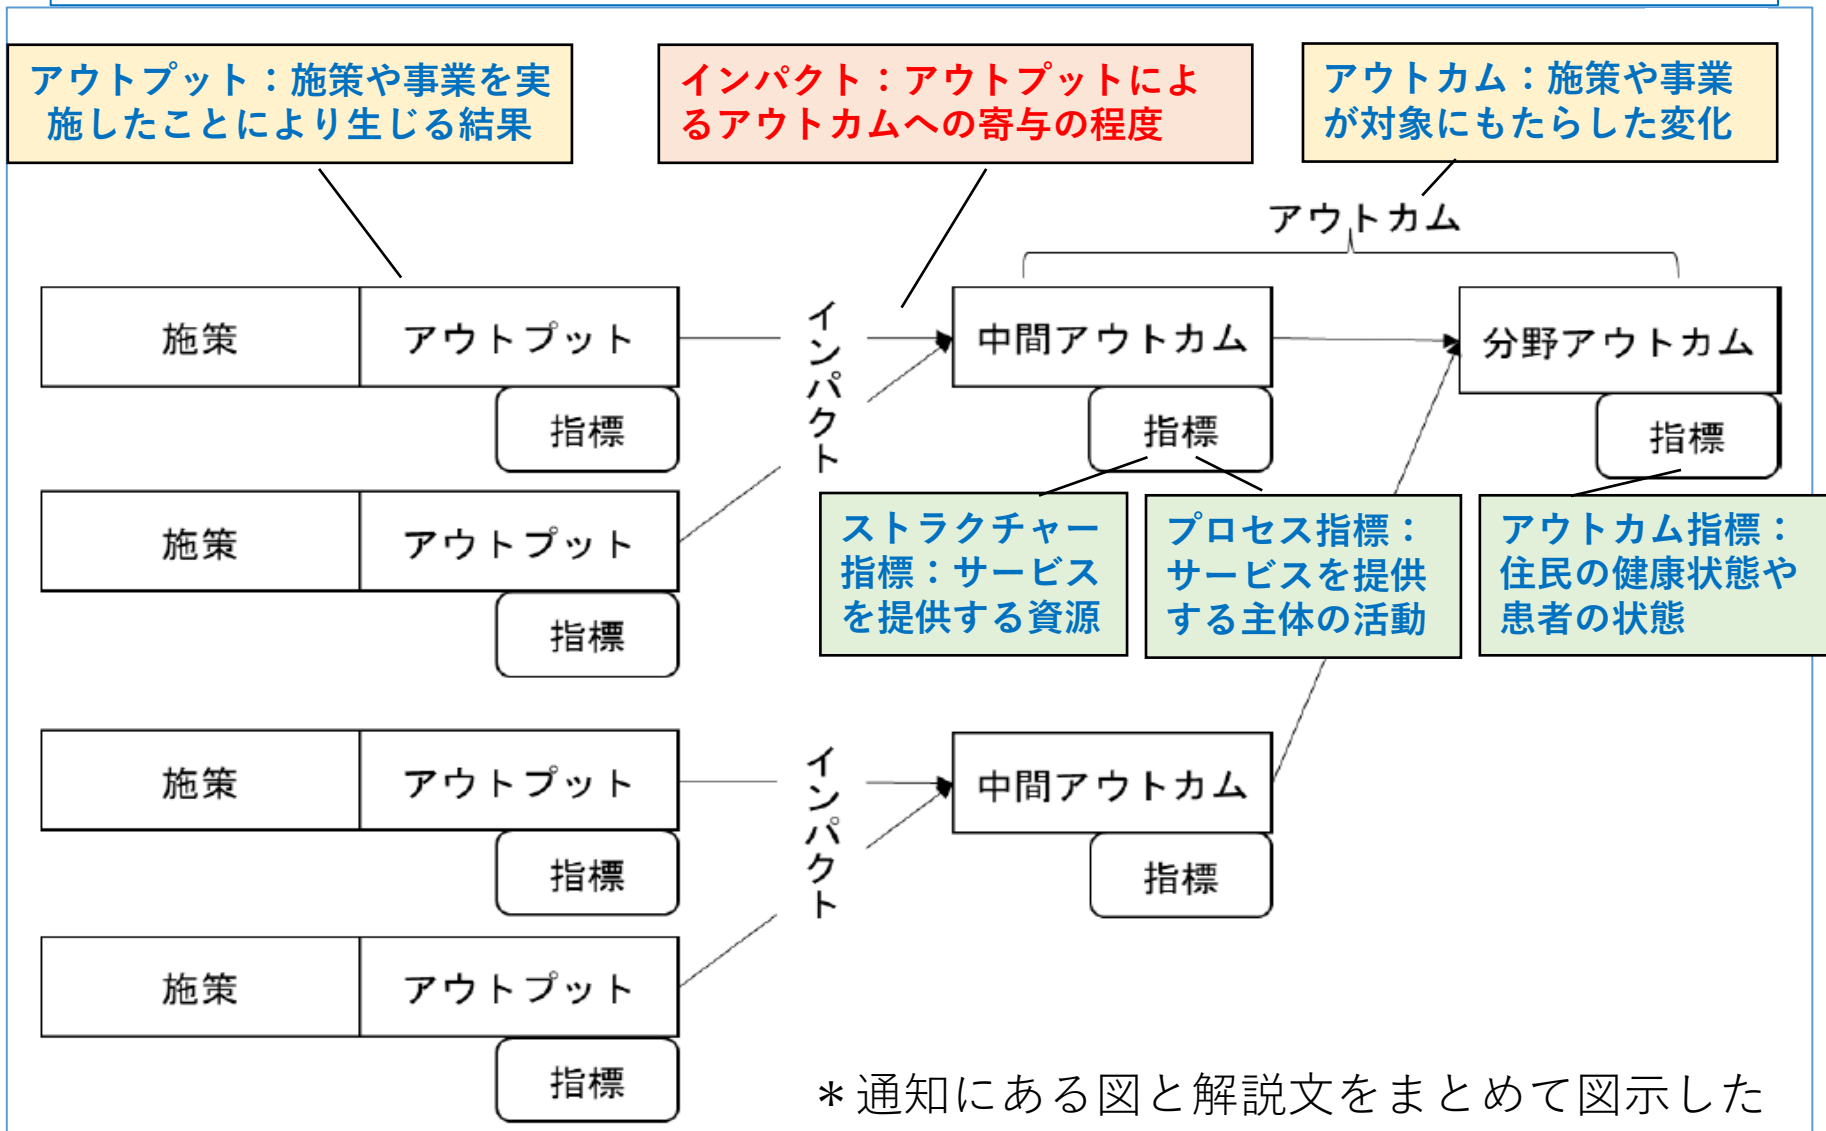 アウトプット：施策や事業を実
施したことにより生じる結果
インパクト：アウトプットによ
るアウトカムへの寄与の程度
アウトカム：施策や事業
が対象にもたらした変化
アウトカム
施策
アウトプット
インパクト
中間アウトカム
分野アウトカム
指標
指標
指標
施策
アウトプット
指標
ストラクチャー
指標：サービス
を提供する資源
プロセス指標：
サービスを提供
する主体の活動
アウトカム指標：
住民の健康状態や
患者の状態
施策
アウトプット
インパクト
中間アウトカム
指標
指標
施策
アウトプット
指標
＊通知にある図と解説文をまとめて図示した